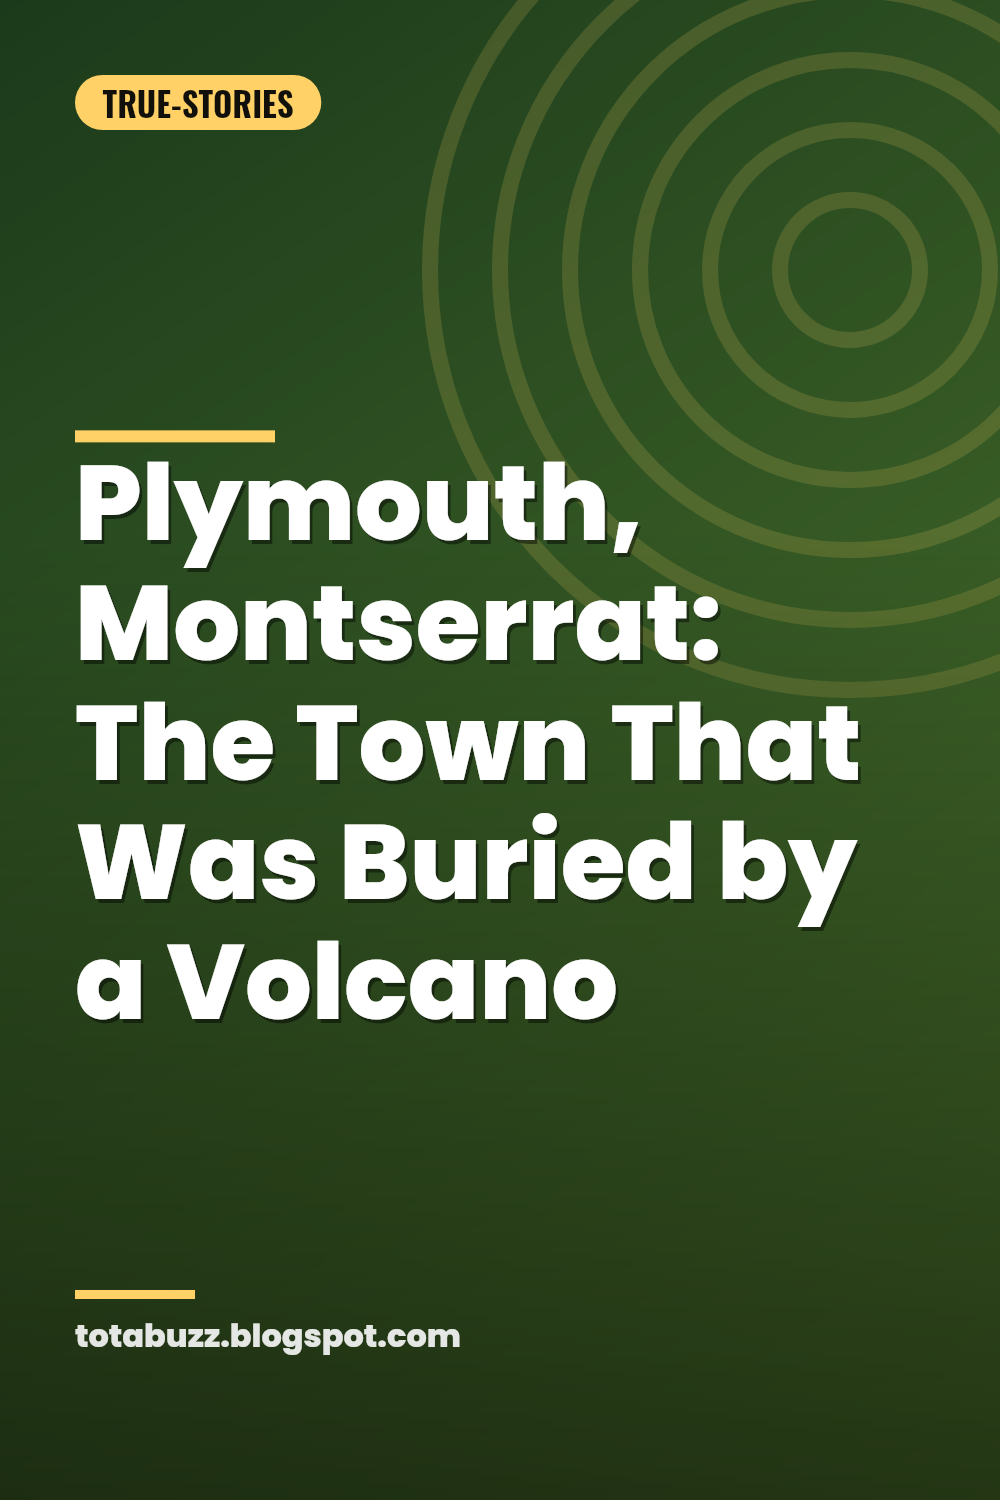 TRUE-STORIES
Plymouth,
Montserrat:
The Town That
Was Buried by
a Volcano
totabuzz.blogspot.com